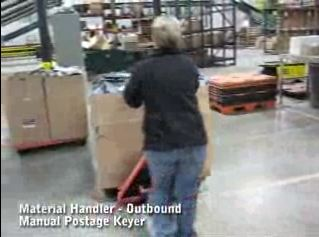 Material Handler - Outbound
Manual Postage Keyer